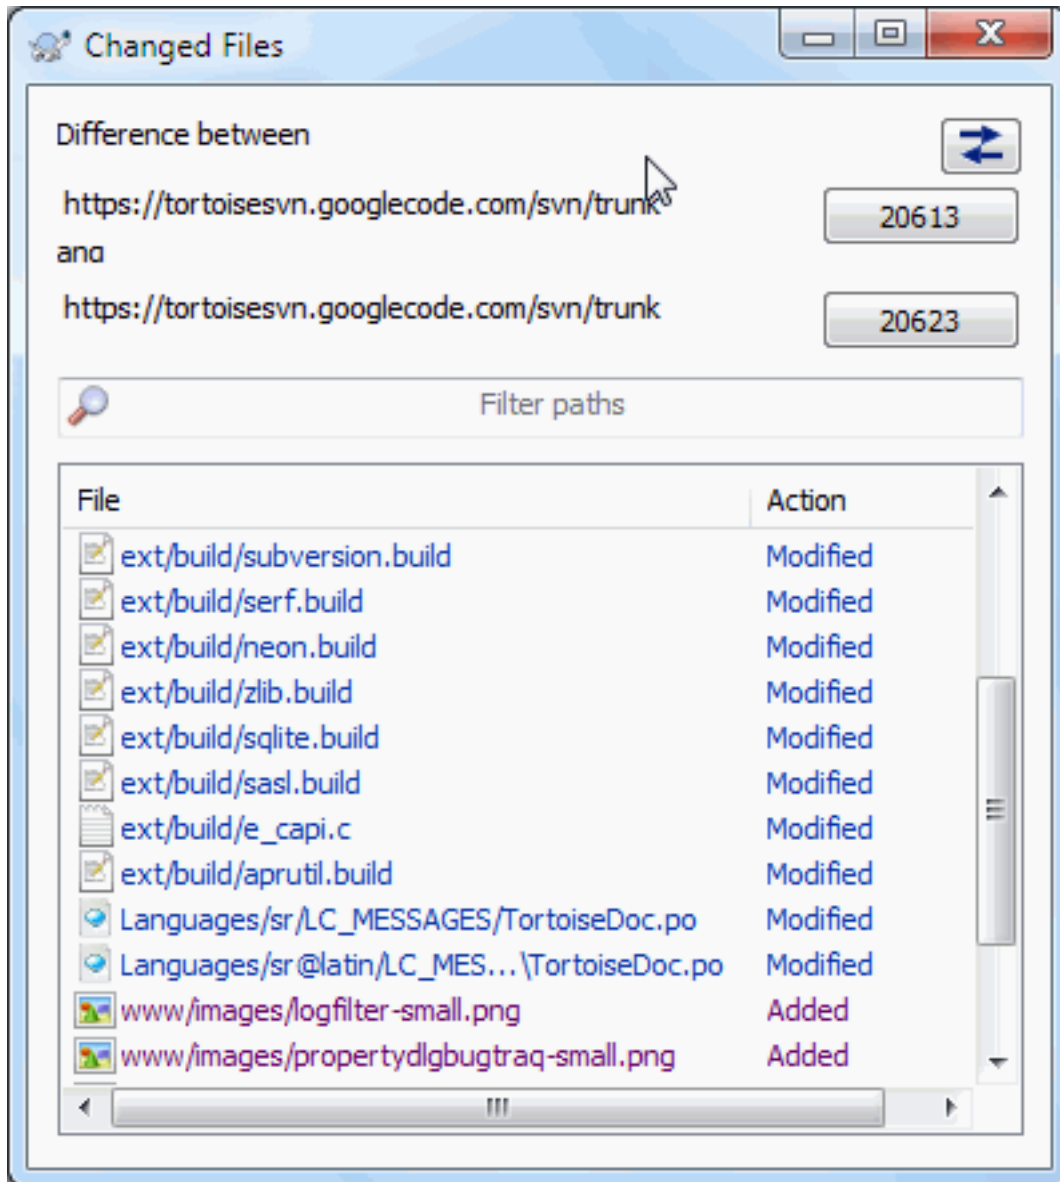 Changed Files
Difference between
https://tortoisesvn.googlecode.com/svn/trunk
20613
and
https://tortoisesvn.googlecode.com/svn/trunk
20623
Filter paths
File Action
ext/build/subversion.build Modified
ext/build/serf.build Modified
ext/build/neon.build Modified
ext/build/zlib.build Modified
ext/build/sqlite.build Modified
ext/build/sasl.build Modified
ext/build/e_capi.c Modified
ext/build/aprutil.build Modified
Languages/sr/LC_MESSAGES/TortoiseDoc.po Modified
Languages/sr@latin/LC_MES...\TortoiseDoc.po Modified
www/images/logfilter-small.png Added
www/images/propertydlgbugtraq-small.png Added